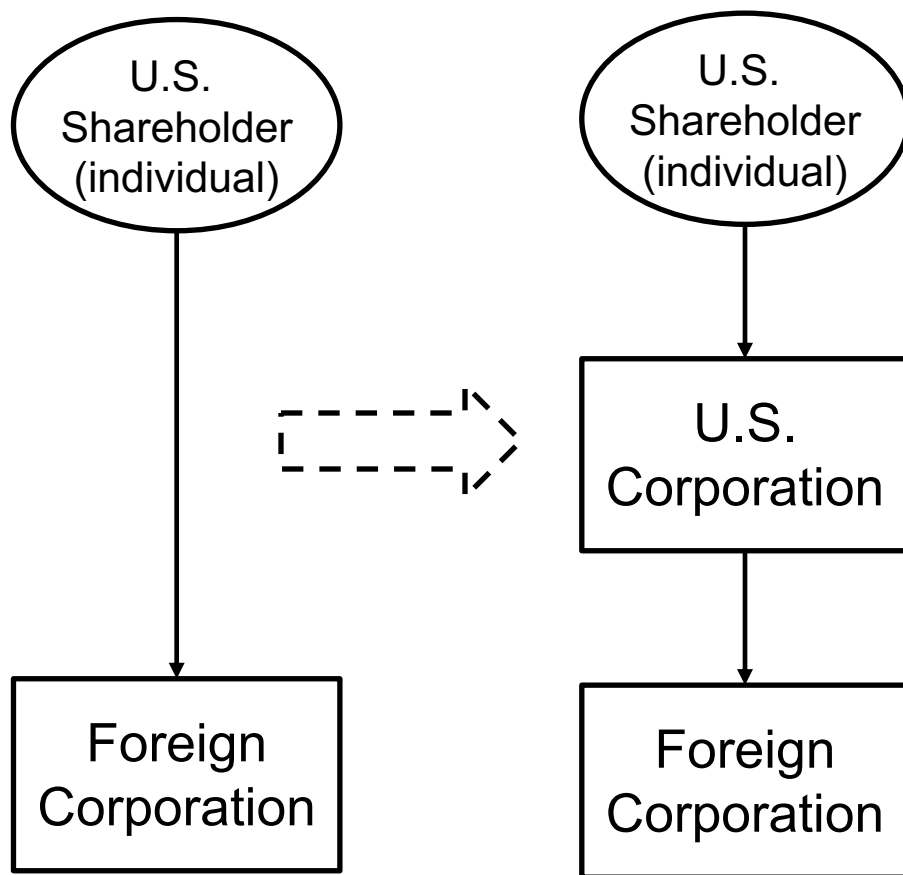 U.S.
Shareholder
(individual)
Foreign
Corporation
U.S.
Shareholder
(individual)
U.S.
Corporation
Foreign
Corporation